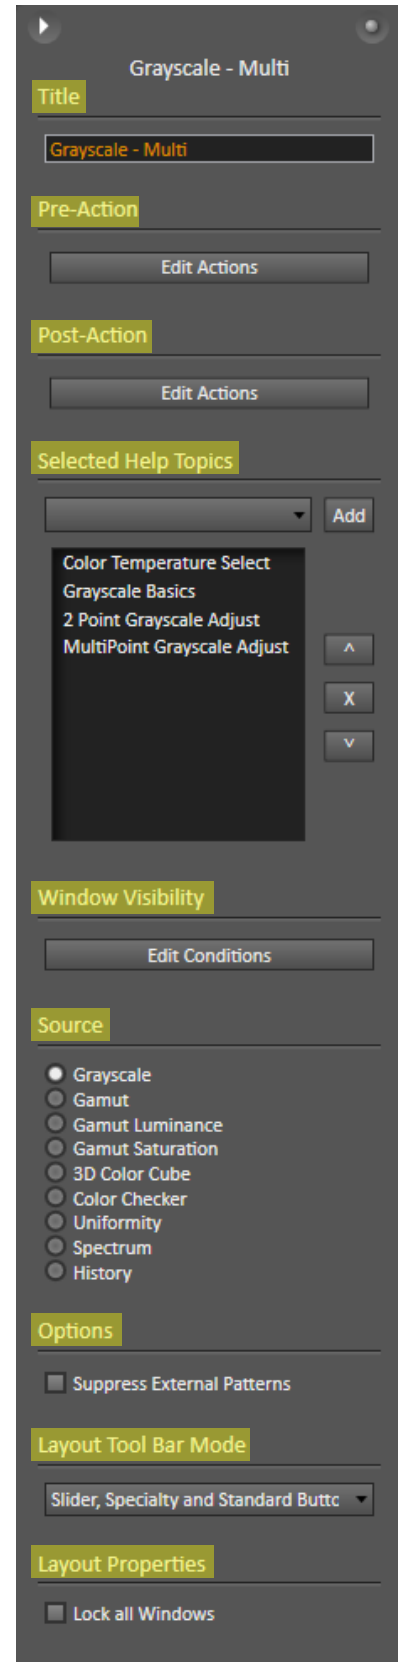 Grayscale - Multi
Title
Grayscale - Multi
Pre-Action
Edit Actions
Post-Action
Edit Actions
Selected Help Topics
Add
Color Temperature Select
Grayscale Basics
2 Point Grayscale Adjust
MultiPoint Grayscale Adjust
^
X
v
Window Visibility
Edit Conditions
Source
Grayscale
Gamut
Gamut Luminance
Gamut Saturation
3D Color Cube
Color Checker
Uniformity
Spectrum
History
Options
Suppress External Patterns
Layout Tool Bar Mode
Slider, Specialty and Standard Buttc
Layout Properties
Lock all Windows